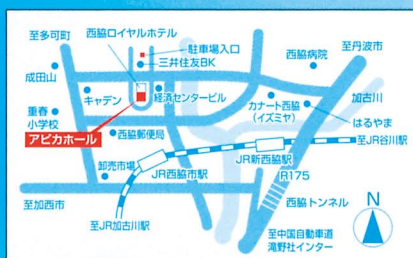 至多可町
西脇ロイヤルホテル
駐車場入口
三井住友BK
西脇病院
至丹波市
成田山
キャデン
経済センタービル
カナート西脇
(イズミヤ)
加古川
はるやま
重春
小学校
アピカホール
西脇郵便局
至JR谷川駅
卸売市場
JR新西脇駅
JR西脇市駅
R175
至加西市
西脇トンネル
N
至JR加古川駅
至中国自動車道
滝野社インター